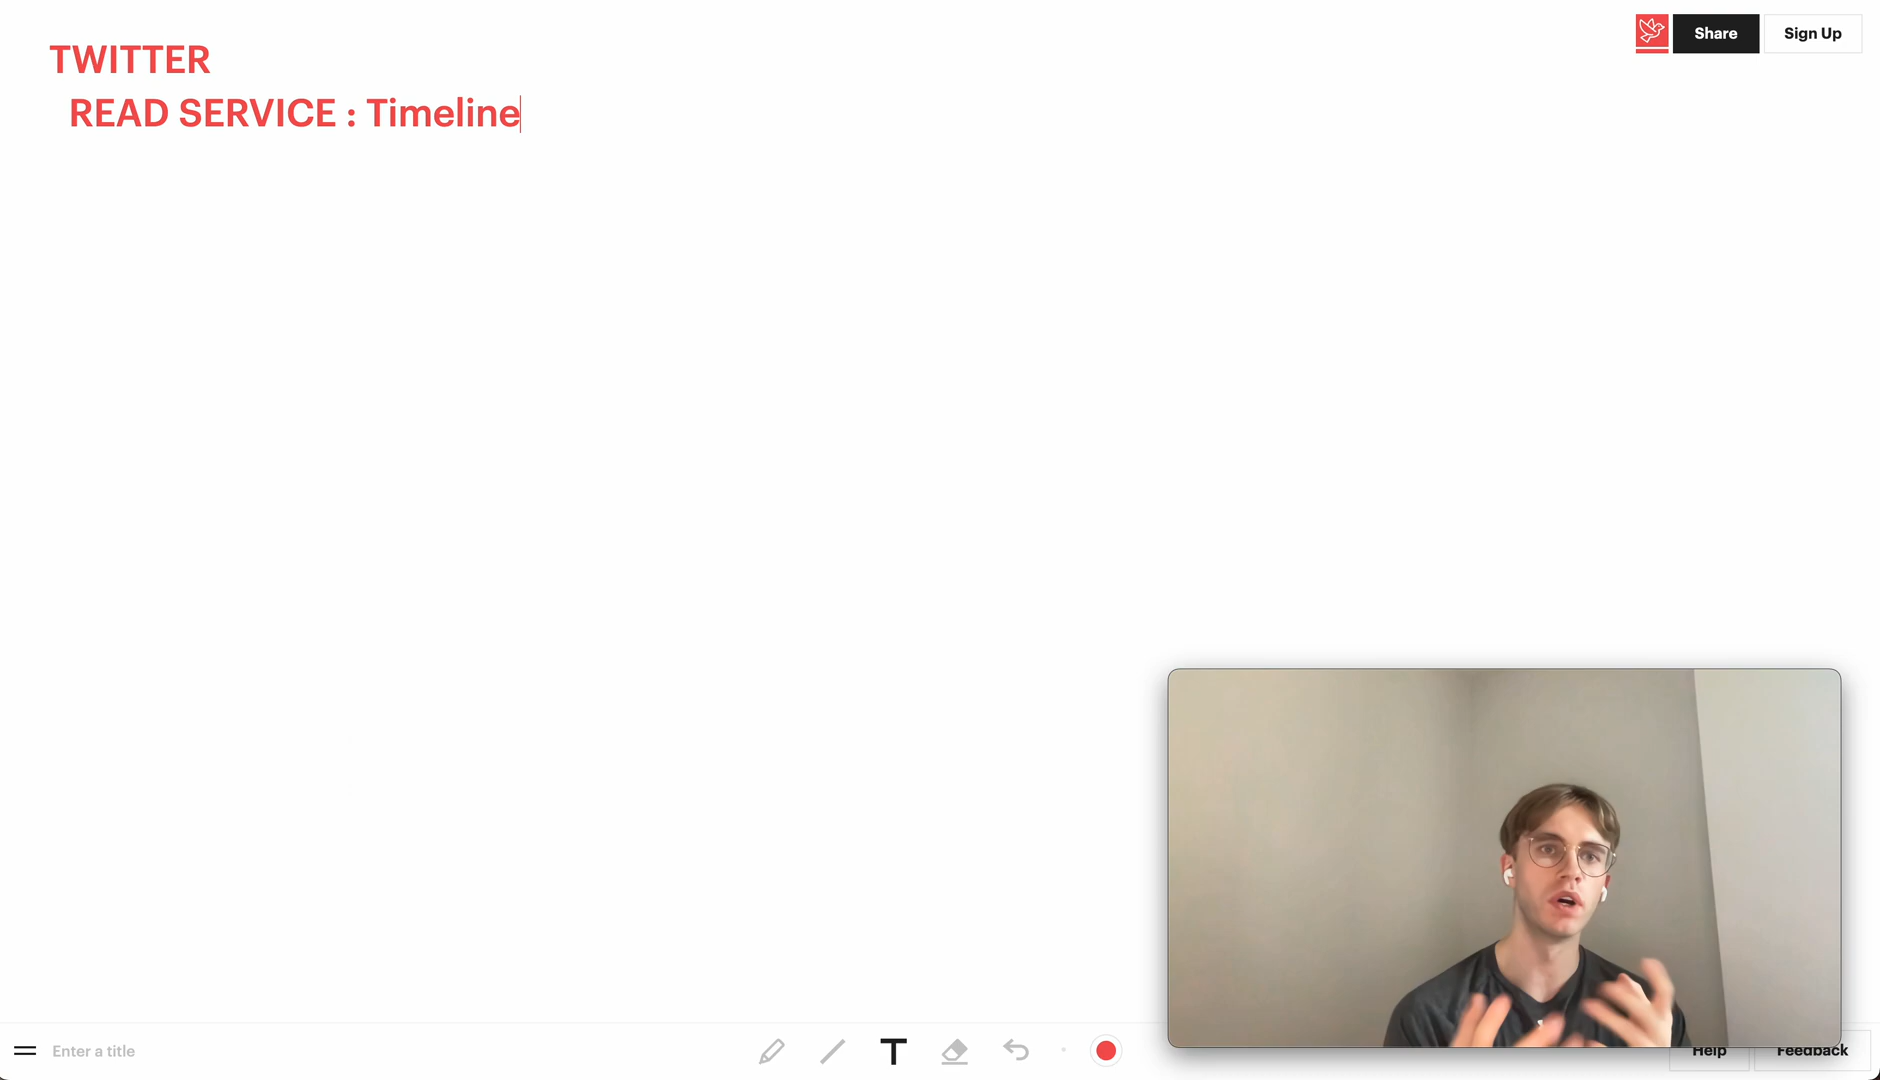 TWITTER
READ SERVICE : Timeline
Share
Sign Up
Enter a title
T
Help
Feedback